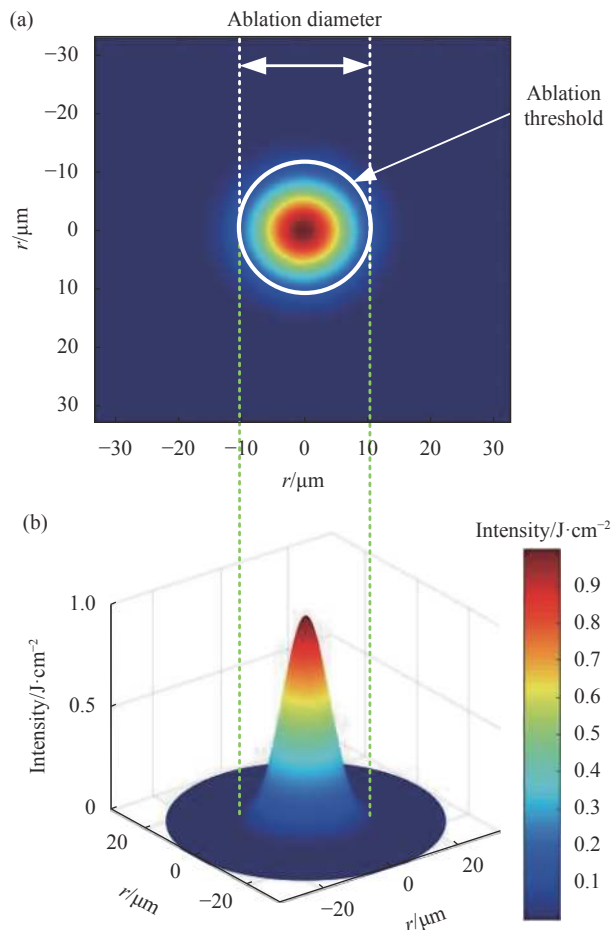 (a)
Ablation diameter
Ablation
threshold
−30
−20
−10
0
10
20
30
r/μm
−30 −20 −10 0 10 20 30
r/μm
(b)
Intensity/J·cm⁻²
1.0
0.5
0
Intensity/J·cm⁻²
20
0
−20
r/μm
−20
0
20
r/μm
0.9
0.8
0.7
0.6
0.5
0.4
0.3
0.2
0.1